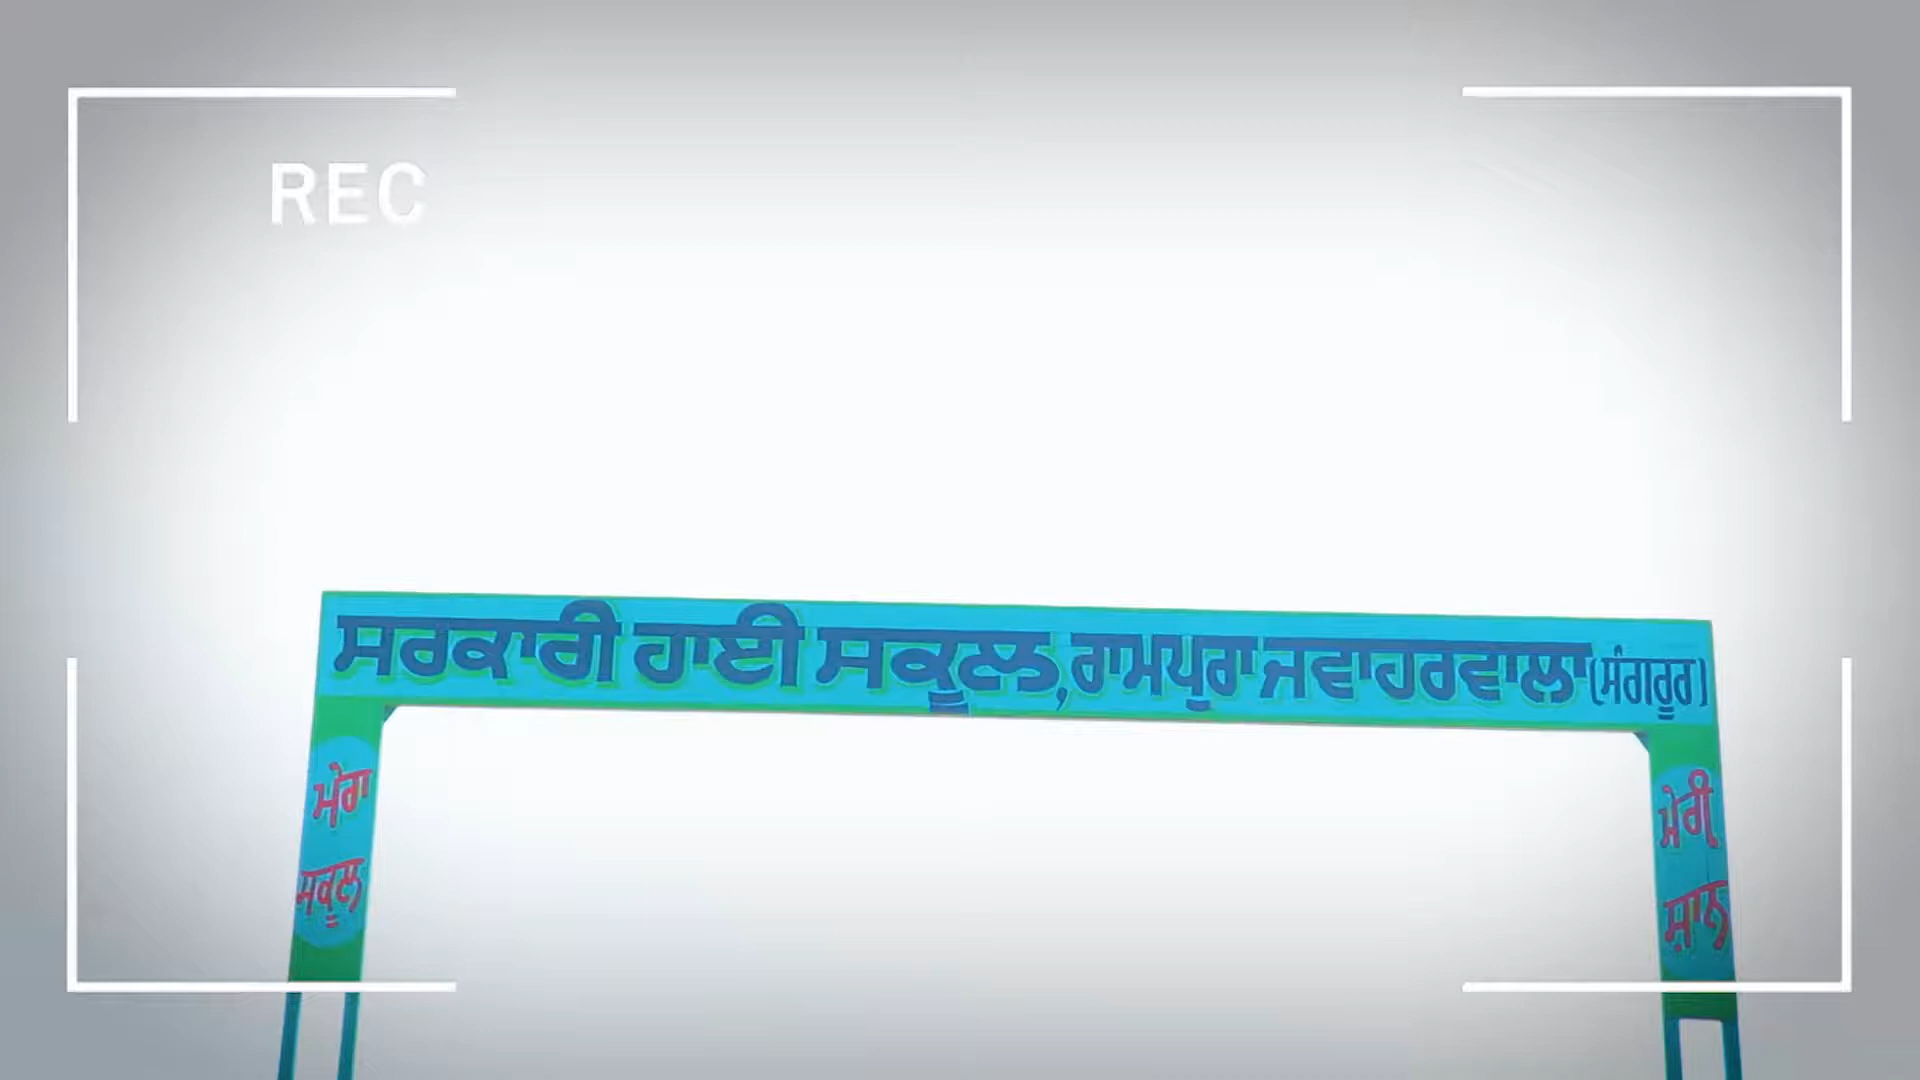 REC
ਸਰਕਾਰੀ ਹਾਈ ਸਕੂਲ, ਰਾਮਪੁਰਾ ਜਵਾਹਰਵਾਲਾ (ਸੰਗਰੂਰ)
ਮੇਰਾ
ਸਕੂਲ
ਮੇਰੀ
ਸ਼ਾਨ